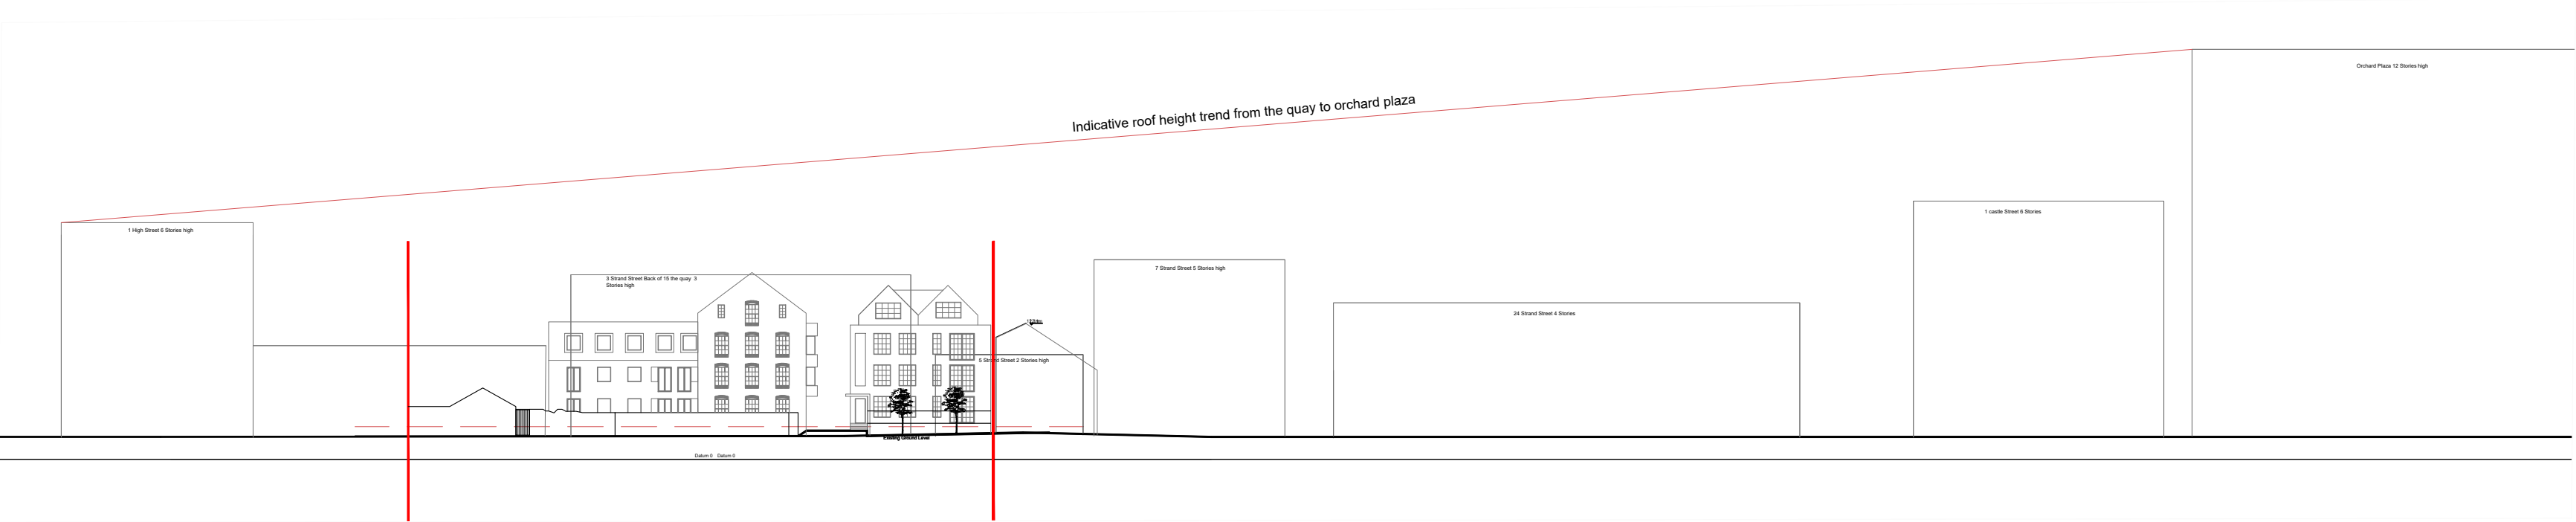 Orchard Plaza 12 Stories high
Indicative roof height trend from the quay to orchard plaza
1 castle Street 6 Stories
1 High Street 6 Stories high
7 Strand Street 5 Stories high
3 Strand Street Back of 15 the quay 3
Stories high
24 Strand Street 4 Stories
5 Strand Street 2 Stories high
Existing Ground Level
Datum 0 Datum 0